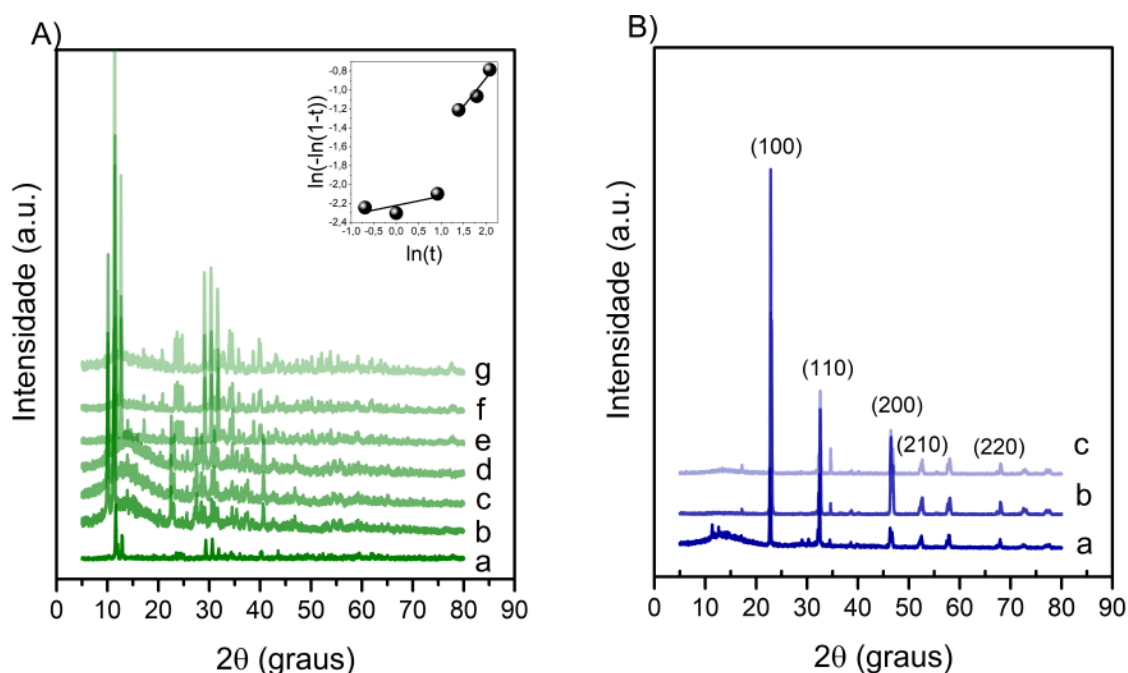 A)
Intensidade (a.u.)
ln(-ln(1-t))
-0,8
-1,0
-1,2
-1,4
-1,6
-1,8
-2,0
-2,2
-2,4
-1,0 -0,5 0,0 0,5 1,0 1,5 2,0
ln(t)
g
f
e
d
c
b
a
0 10 20 30 40 50 60 70 80 90
2θ (graus)
B)
Intensidade (a.u.)
(100)
(110)
(200)
(210)
(220)
c
b
a
0 10 20 30 40 50 60 70 80 90
2θ (graus)